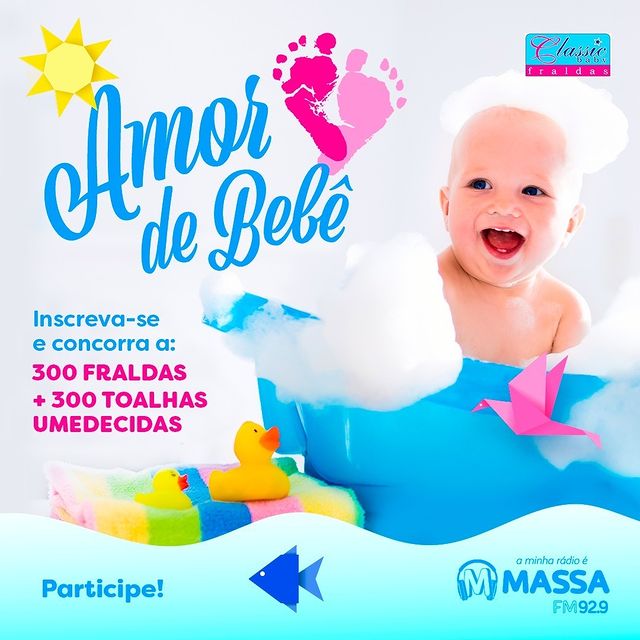 Classic
baby
fraldas
Amor
de Bebê
Inscreva-se
e concorra a:
300 FRALDAS
+ 300 TOALHAS
UMEDECIDAS
Participe!
a minha rádio é
M MASSA
FM 92.9